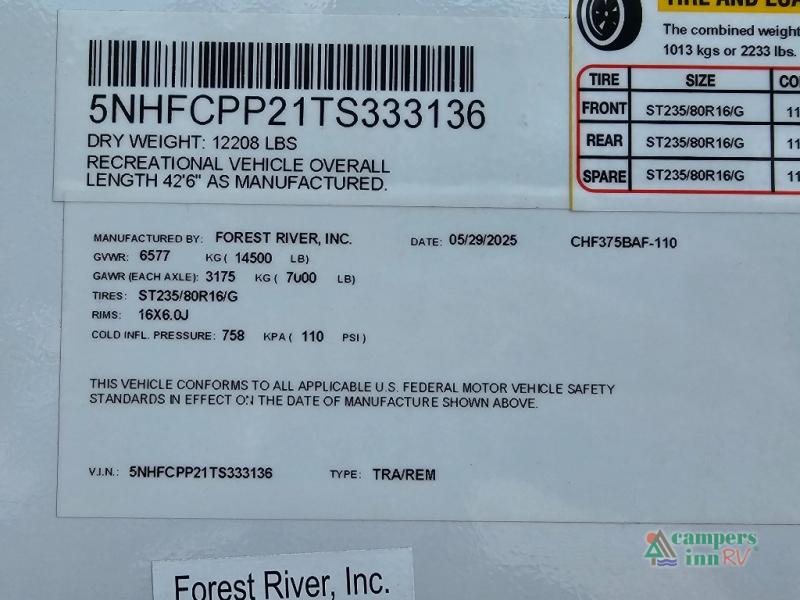 5NHFCPP21TS333136
DRY WEIGHT: 12208 LBS
RECREATIONAL VEHICLE OVERALL
LENGTH 42'6" AS MANUFACTURED.
TIRE AND LOA
The combined weight
1013 kgs or 2233 lbs.
TIRE SIZE CO
FRONT ST235/80R16/G 11
REAR ST235/80R16/G 11
SPARE ST235/80R16/G 11
MANUFACTURED BY: FOREST RIVER, INC. DATE: 05/29/2025 CHF375BAF-110
GVWR: 6577 KG ( 14500 LB)
GAWR (EACH AXLE): 3175 KG ( 7000 LB)
TIRES: ST235/80R16/G
RIMS: 16X6.0J
COLD INFL. PRESSURE: 758 KPA ( 110 PSI)
THIS VEHICLE CONFORMS TO ALL APPLICABLE U.S. FEDERAL MOTOR VEHICLE SAFETY
STANDARDS IN EFFECT ON THE DATE OF MANUFACTURE SHOWN ABOVE.
V.I.N.: 5NHFCPP21TS333136 TYPE: TRA/REM
Forest River, Inc.
campers
inn RV